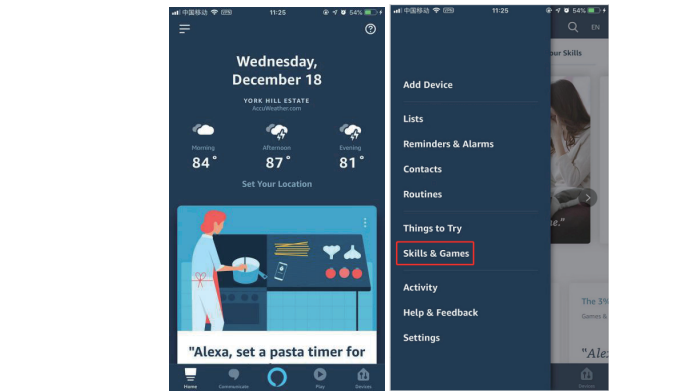 中国移动
11:25
54%
Wednesday,
December 18
YORK HILL ESTATE
AccuWeather.com
Morning
Afternoon
Evening
84°
87°
81°
Set Your Location
"Alexa, set a pasta timer for
Home
Communicate
Play
Devices
中国移动
11:25
54%
EN
our Skills
Add Device
Lists
Reminders & Alarms
Contacts
Routines
Things to Try
Skills & Games
Activity
Help & Feedback
Settings
The 3%
Games &
"Ale
Devices